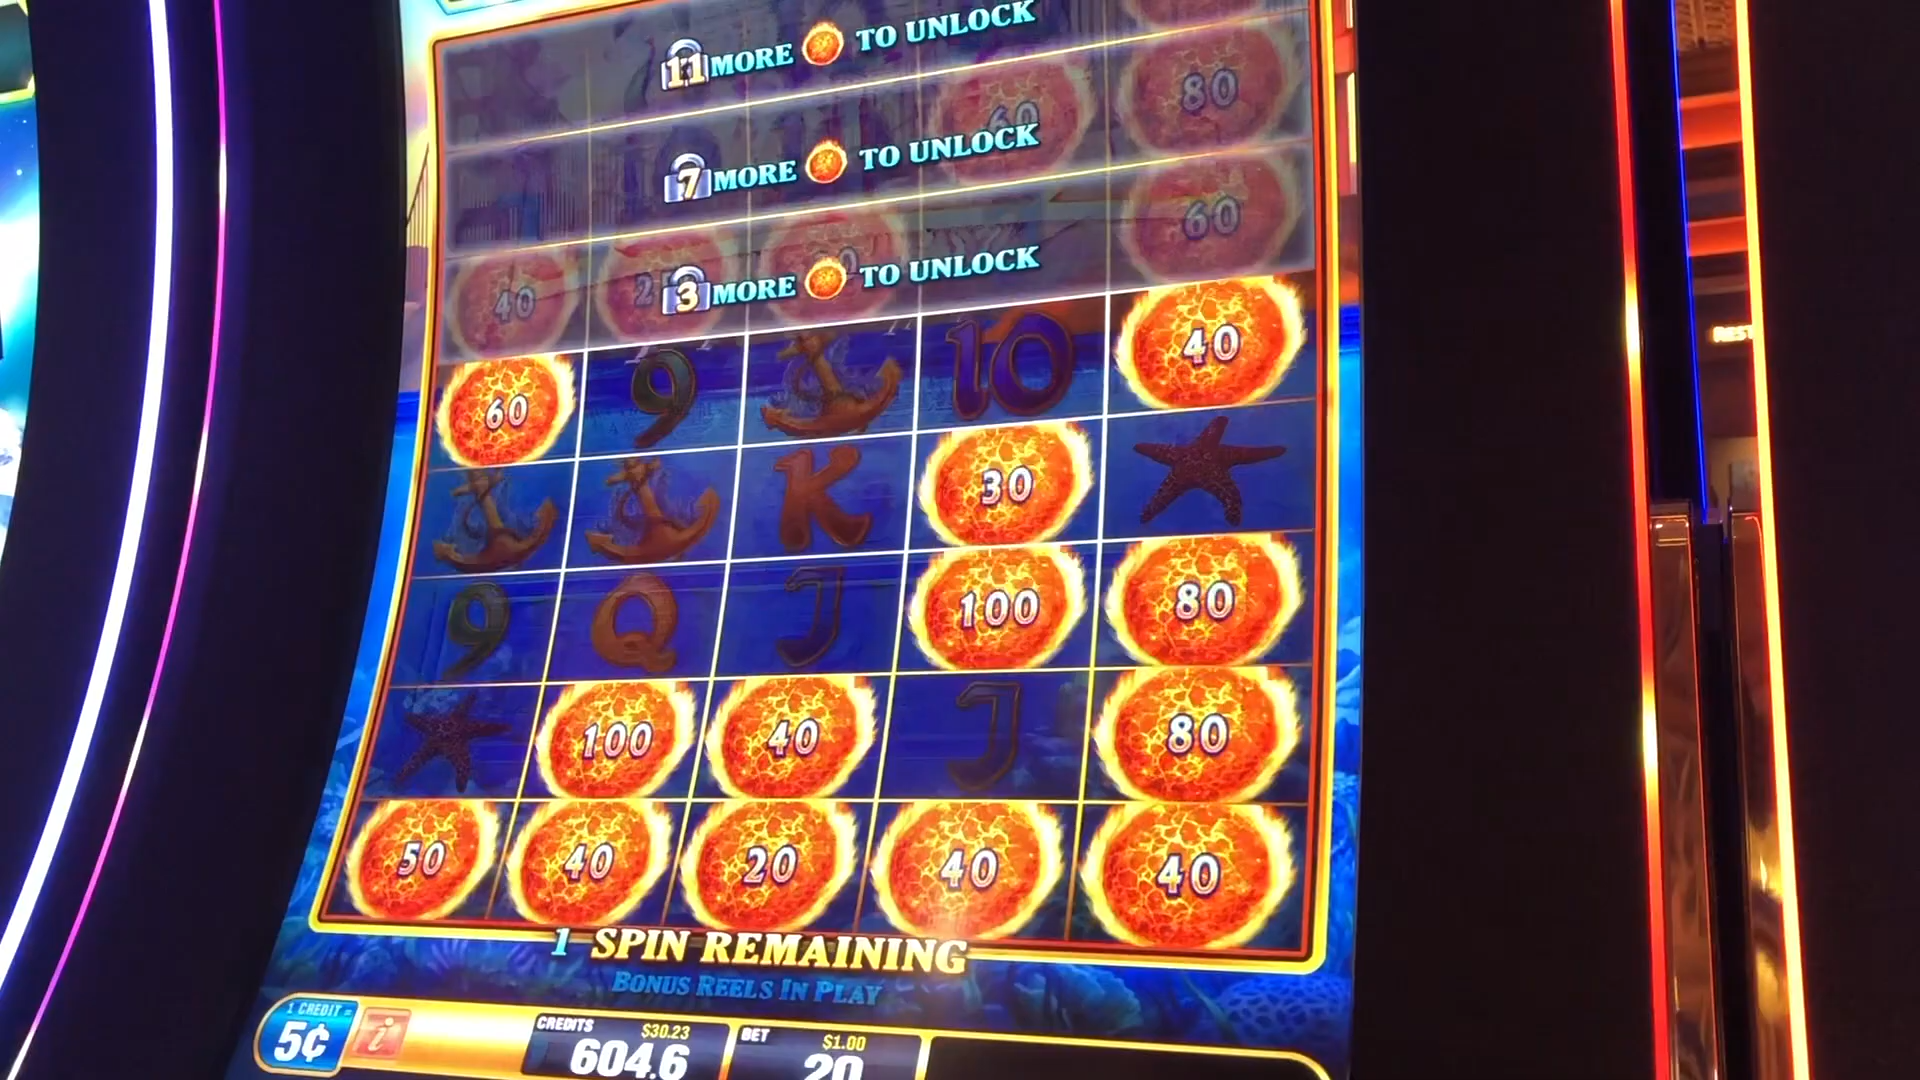 11 MORE TO UNLOCK
60 80
7 MORE TO UNLOCK
60
3 MORE TO UNLOCK
40
60 9 10 40
K 30
9 Q J 100 80
100 40 J 80
50 40 20 40 40
1 SPIN REMAINING
BONUS REELS IN PLAY
1 CREDIT =
5¢
i
CREDITS $30.23
604.6
BET $1.00
20
REST